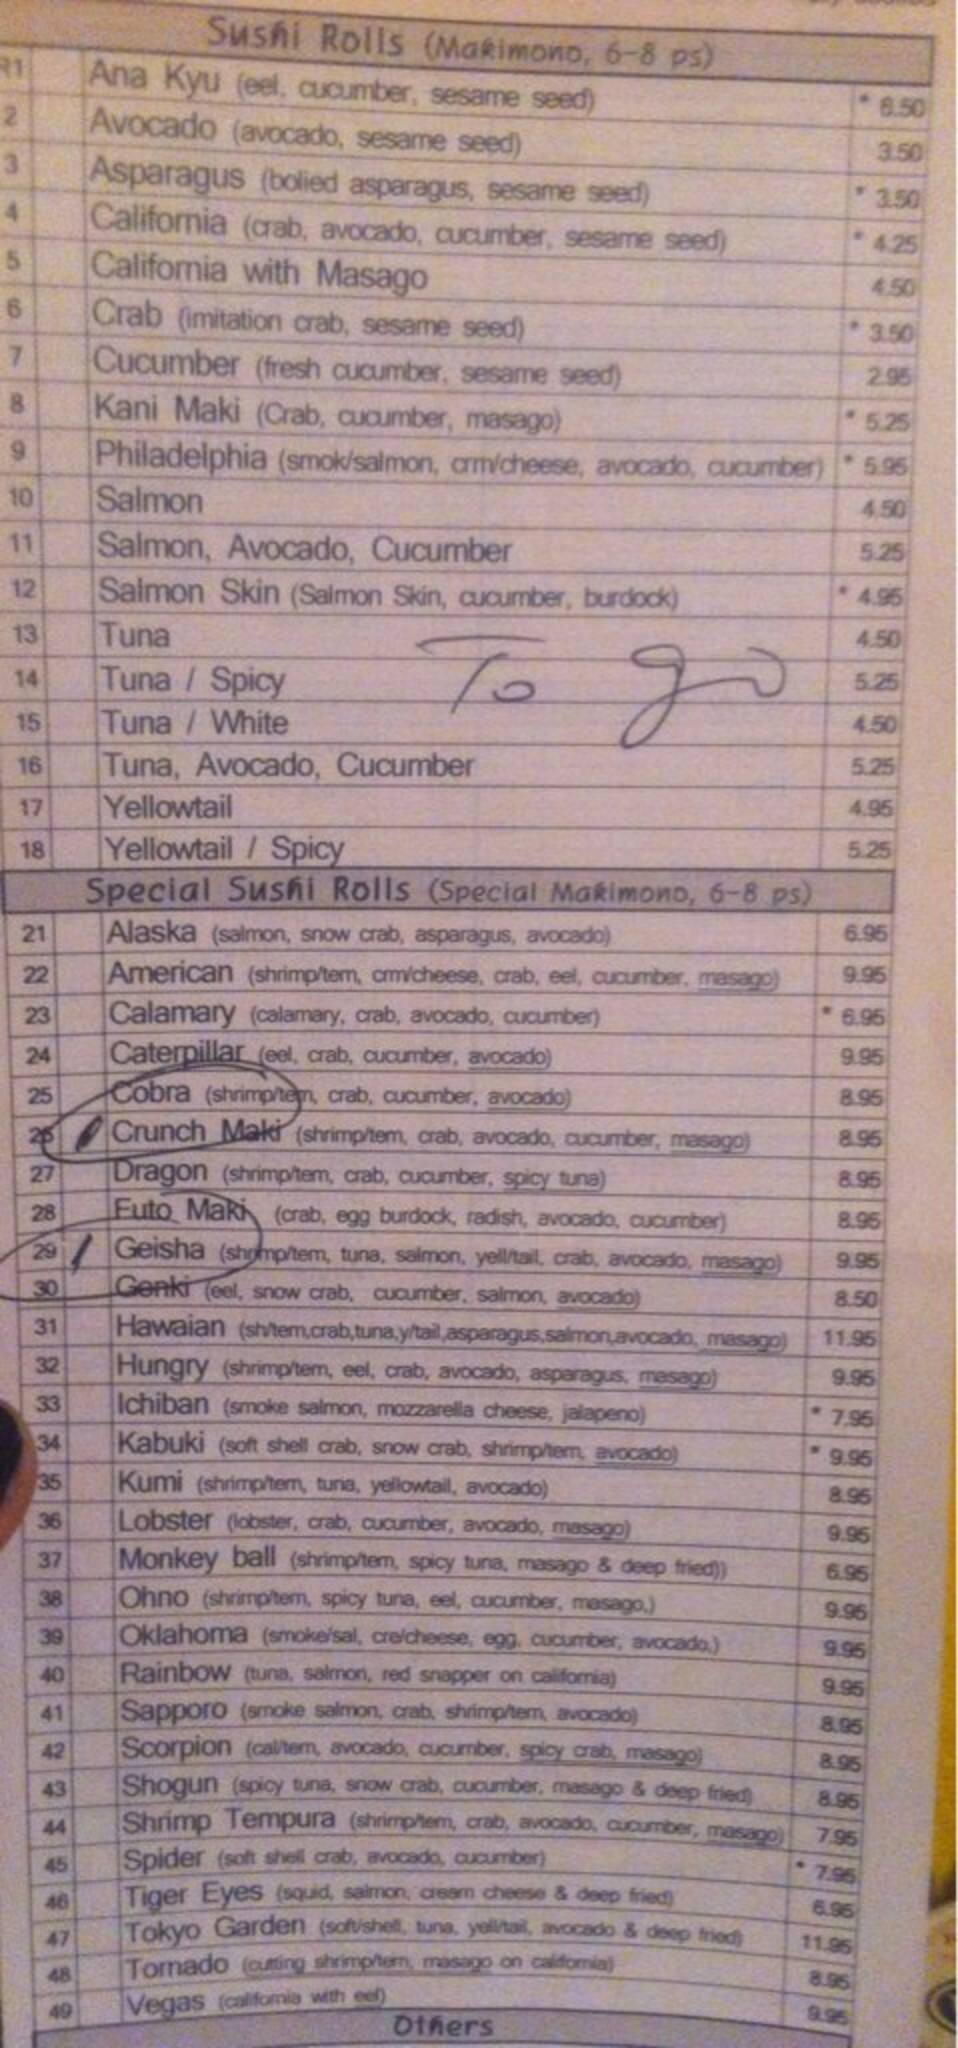 Sushi Rolls (Makimono, 6-8 ps)
R1 Ana Kyu (eel, cucumber, sesame seed) * 6.50
2 Avocado (avocado, sesame seed) 3.50
3 Asparagus (bolied asparagus, sesame seed) * 3.50
4 California (crab, avocado, cucumber, sesame seed) * 4.25
5 California with Masago 4.50
6 Crab (imitation crab, sesame seed) * 3.50
7 Cucumber (fresh cucumber, sesame seed) 2.95
8 Kani Maki (Crab, cucumber, masago) * 5.25
9 Philadelphia (smok/salmon, crm/cheese, avocado, cucumber) * 5.95
10 Salmon 4.50
11 Salmon, Avocado, Cucumber 5.25
12 Salmon Skin (Salmon Skin, cucumber, burdock) * 4.95
13 Tuna 4.50
To go
14 Tuna / Spicy 5.25
15 Tuna / White 4.50
16 Tuna, Avocado, Cucumber 5.25
17 Yellowtail 4.95
18 Yellowtail / Spicy 5.25
Special Sushi Rolls (Special Makimono, 6-8 ps)
21 Alaska (salmon, snow crab, asparagus, avocado) 6.95
22 American (shrimp/tem, crm/cheese, crab, eel, cucumber, masago) 9.95
23 Calamary (calamary, crab, avocado, cucumber) * 6.95
24 Caterpillar (eel, crab, cucumber, avocado) 9.95
25 Cobra (shrimp/tem, crab, cucumber, avocado) 8.95
26 Crunch Maki (shrimp/tem, crab, avocado, cucumber, masago) 8.95
27 Dragon (shrimp/tem, crab, cucumber, spicy tuna) 8.95
28 Futo Maki (crab, egg burdock, radish, avocado, cucumber) 8.95
29 Geisha (shrimp/tem, tuna, salmon, yell/tail, crab, avocado, masago) 9.95
30 Genki (eel, snow crab, cucumber, salmon, avocado) 8.50
31 Hawaian (sh/tem,crab,tuna,y/tail,asparagus,salmon,avocado, masago) 11.95
32 Hungry (shrimp/tem, eel, crab, avocado, asparagus, masago) 9.95
33 Ichiban (smoke salmon, mozzarella cheese, jalapeno) * 7.95
34 Kabuki (soft shell crab, snow crab, shrimp/tem, avocado) * 9.95
35 Kumi (shrimp/tem, tuna, yellowtail, avocado) 8.95
36 Lobster (lobster, crab, cucumber, avocado, masago) 9.95
37 Monkey ball (shrimp/tem, spicy tuna, masago & deep fried)) 6.95
38 Ohno (shrimp/tem, spicy tuna, eel, cucumber, masago,) 9.95
39 Oklahoma (smoke/sal, cre/cheese, egg, cucumber, avocado,) 9.95
40 Rainbow (tuna, salmon, red snapper on california) 9.95
41 Sapporo (smoke salmon, crab, shrimp/tem, avocado) 8.95
42 Scorpion (cal/tem, avocado, cucumber, spicy crab, masago) 8.95
43 Shogun (spicy tuna, snow crab, cucumber, masago & deep fried) 8.95
44 Shrimp Tempura (shrimp/tem, crab, avocado, cucumber, masago) 7.95
45 Spider (soft shell crab, avocado, cucumber) * 7.95
46 Tiger Eyes (squid, salmon, cream cheese & deep fried) 6.95
47 Tokyo Garden (soft/shell, tuna, yell/tail, avocado & deep fried) 11.95
48 Tornado (cutting shrimp/tem, masago on california) 8.95
49 Vegas (california with eel) 9.95
Others